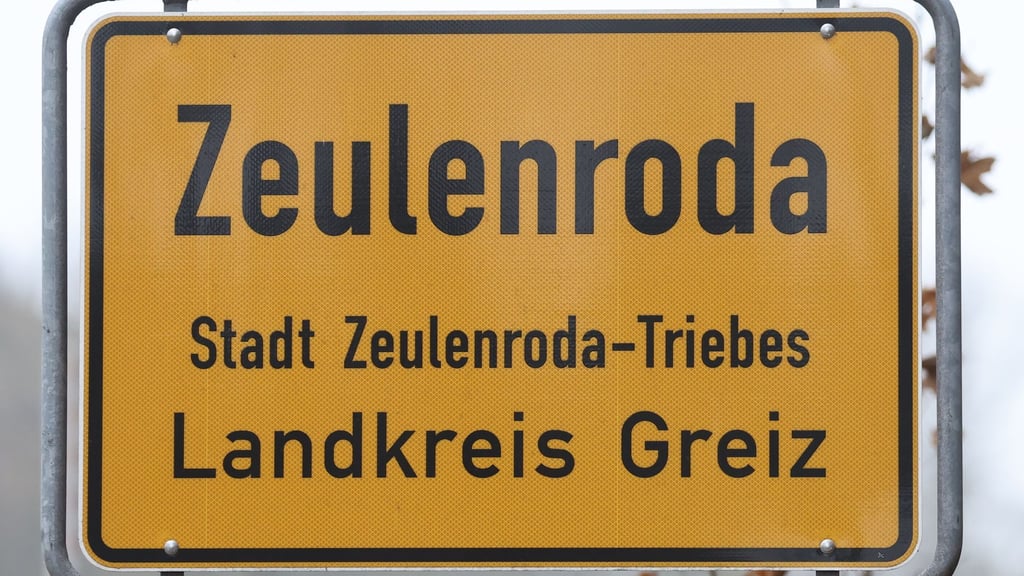 Zeulenroda
Stadt Zeulenroda-Triebes
Landkreis Greiz